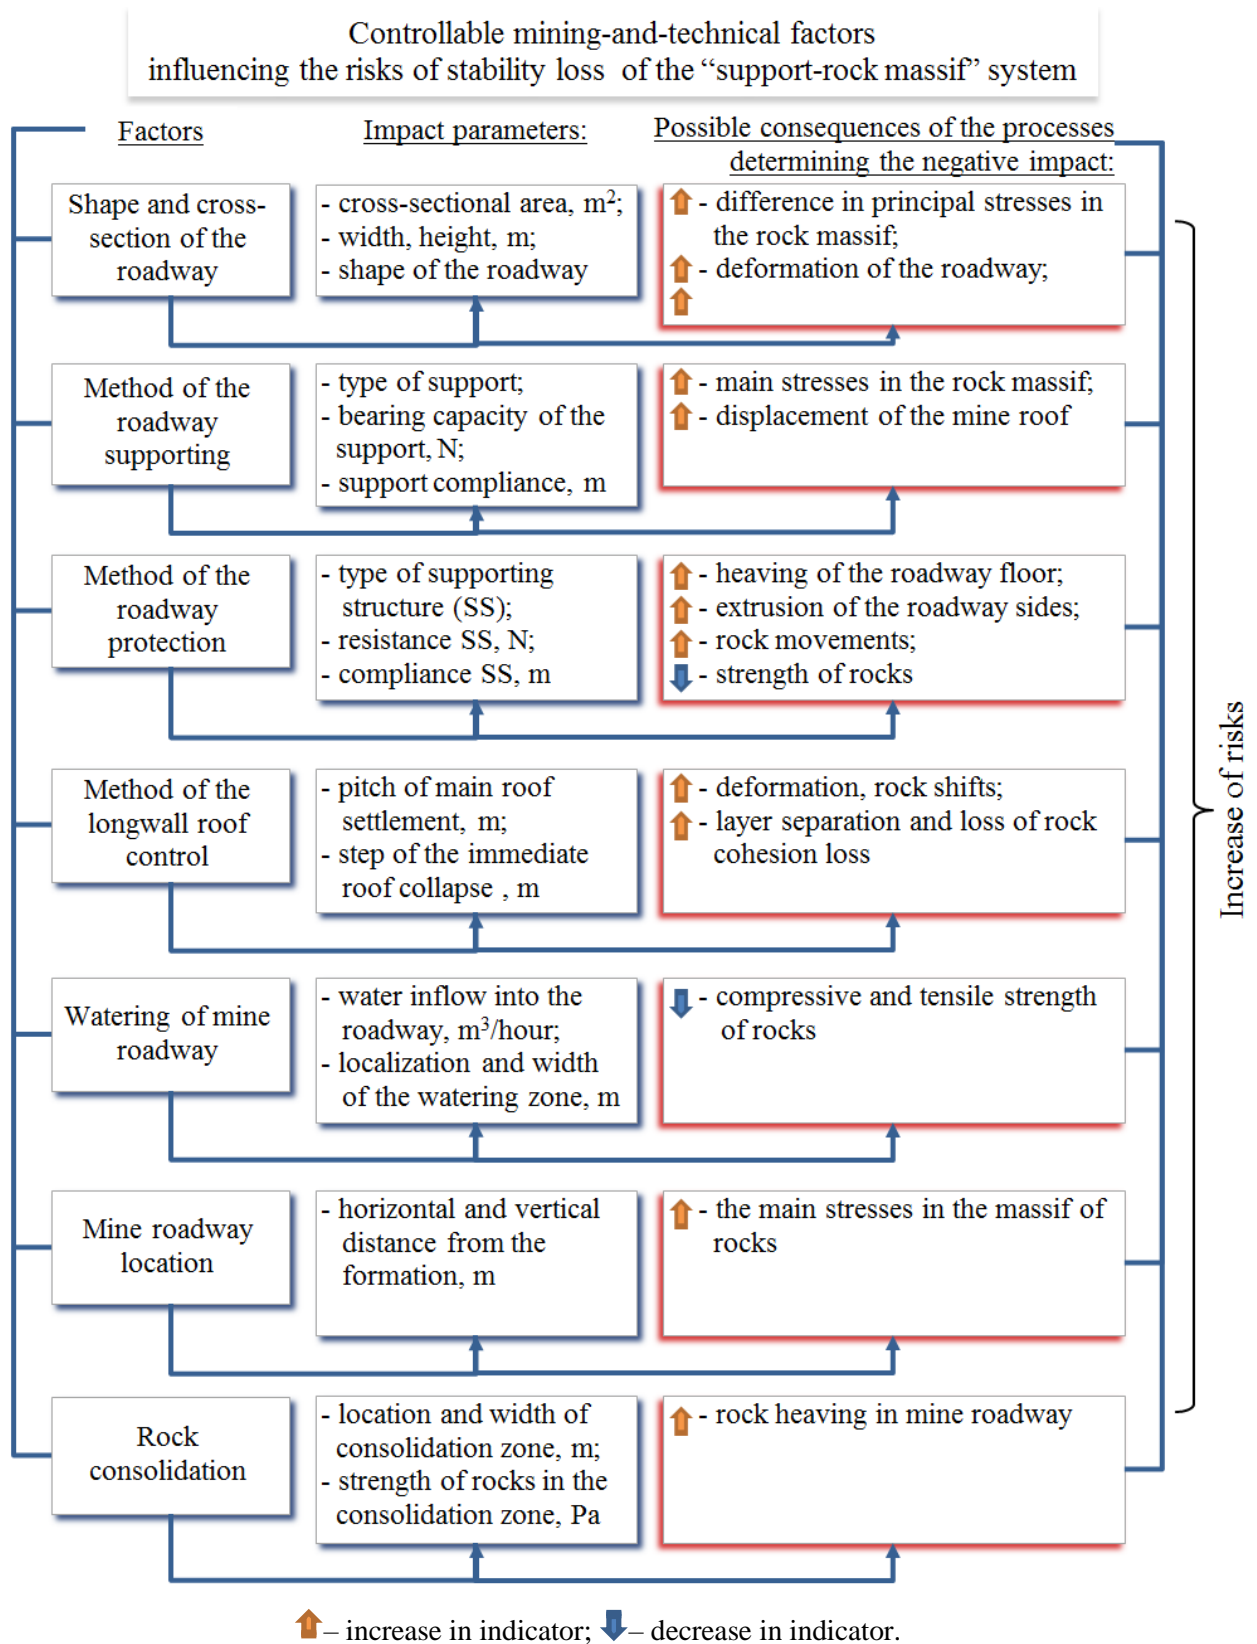 Controllable mining-and-technical factors
influencing the risks of stability loss of the “support-rock massif” system
Factors
Impact parameters:
Possible consequences of the processes
determining the negative impact:
Shape and cross-
section of the
roadway
- cross-sectional area, m²;
- width, height, m;
- shape of the roadway
- difference in principal stresses in
the rock massif;
- deformation of the roadway;
Method of the
roadway
supporting
- type of support;
- bearing capacity of the
support, N;
- support compliance, m
- main stresses in the rock massif;
- displacement of the mine roof
Method of the
roadway
protection
- type of supporting
structure (SS);
- resistance SS, N;
- compliance SS, m
- heaving of the roadway floor;
- extrusion of the roadway sides;
- rock movements;
- strength of rocks
Method of the
longwall roof
control
- pitch of main roof
settlement, m;
- step of the immediate
roof collapse , m
- deformation, rock shifts;
- layer separation and loss of rock
cohesion loss
Watering of mine
roadway
- water inflow into the
roadway, m³/hour;
- localization and width
of the watering zone, m
- compressive and tensile strength
of rocks
Mine roadway
location
- horizontal and vertical
distance from the
formation, m
- the main stresses in the massif of
rocks
Rock
consolidation
- location and width of
consolidation zone, m;
- strength of rocks in the
consolidation zone, Pa
- rock heaving in mine roadway
Increase of risks
– increase in indicator; – decrease in indicator.